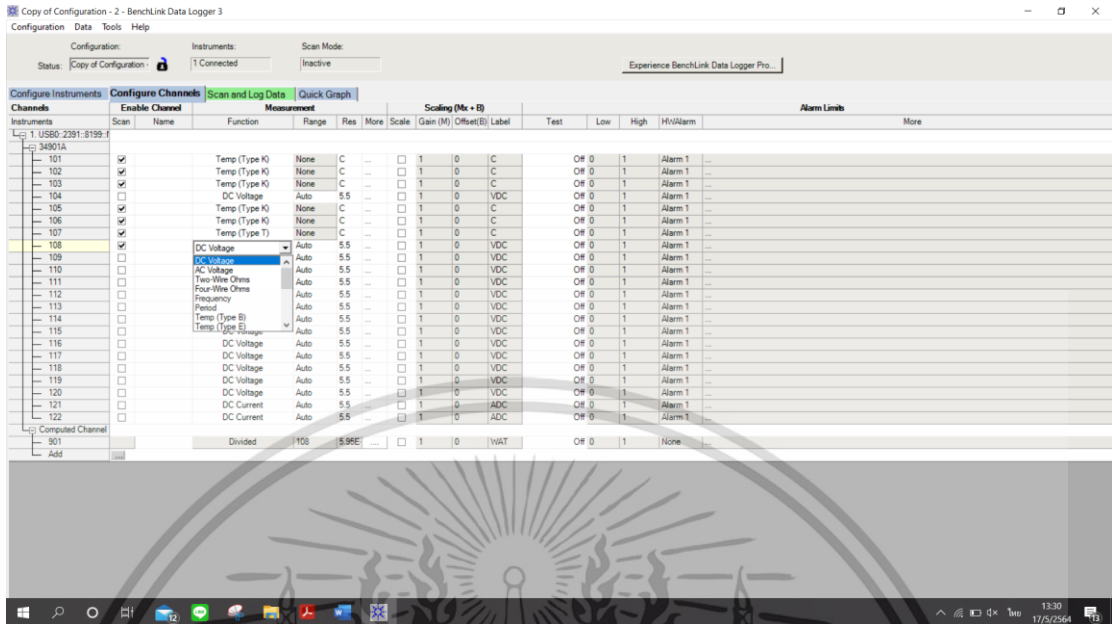 Copy of Configuration - 2 - BenchLink Data Logger 3
Configuration Data Tools Help
Configuration: Instruments: Scan Mode:
Status: Copy of Configuration - 1 Connected Inactive Experience BenchLink Data Logger Pro...
Configure Instruments Configure Channels Scan and Log Data Quick Graph
Channels Enable Channel Measurement Scaling (Mx + B) Alarm Limits
Instruments Scan Name Function Range Res More Scale Gain (M) Offset(B) Label Test Low High HW/Alarm More
1. USB0::2391::8199::
34901A
101 Temp (Type K) None C ... 1 0 C Off 0 1 Alarm 1 ...
102 Temp (Type K) None C ... 1 0 C Off 0 1 Alarm 1 ...
103 Temp (Type K) None C ... 1 0 C Off 0 1 Alarm 1 ...
104 DC Voltage Auto 5.5 ... 1 0 VDC Off 0 1 Alarm 1 ...
105 Temp (Type K) None C ... 1 0 C Off 0 1 Alarm 1 ...
106 Temp (Type K) None C ... 1 0 C Off 0 1 Alarm 1 ...
107 Temp (Type T) None C ... 1 0 C Off 0 1 Alarm 1 ...
108 DC Voltage Auto 5.5 ... 1 0 VDC Off 0 1 Alarm 1 ...
109 DC Voltage Auto 5.5 ... 1 0 VDC Off 0 1 Alarm 1 ...
110 AC Voltage Auto 5.5 ... 1 0 VDC Off 0 1 Alarm 1 ...
111 Two-Wire Ohms Auto 5.5 ... 1 0 VDC Off 0 1 Alarm 1 ...
Four-Wire Ohms
112 Frequency Auto 5.5 ... 1 0 VDC Off 0 1 Alarm 1 ...
113 Period Auto 5.5 ... 1 0 VDC Off 0 1 Alarm 1 ...
114 Temp (Type B) Auto 5.5 ... 1 0 VDC Off 0 1 Alarm 1 ...
115 Temp (Type E) Auto 5.5 ... 1 0 VDC Off 0 1 Alarm 1 ...
116 DC Voltage Auto 5.5 ... 1 0 VDC Off 0 1 Alarm 1 ...
117 DC Voltage Auto 5.5 ... 1 0 VDC Off 0 1 Alarm 1 ...
118 DC Voltage Auto 5.5 ... 1 0 VDC Off 0 1 Alarm 1 ...
119 DC Voltage Auto 5.5 ... 1 0 VDC Off 0 1 Alarm 1 ...
120 DC Voltage Auto 5.5 ... 1 0 VDC Off 0 1 Alarm 1 ...
121 DC Current Auto 5.5 ... 1 0 ADC Off 0 1 Alarm 1 ...
122 DC Current Auto 5.5 ... 1 0 ADC Off 0 1 Alarm 1 ...
Computed Channel
901 Divided 108 5.95E ... 1 0 WAT Off 0 1 None ...
Add ...
12 ไทย 13:30
17/5/2564 13